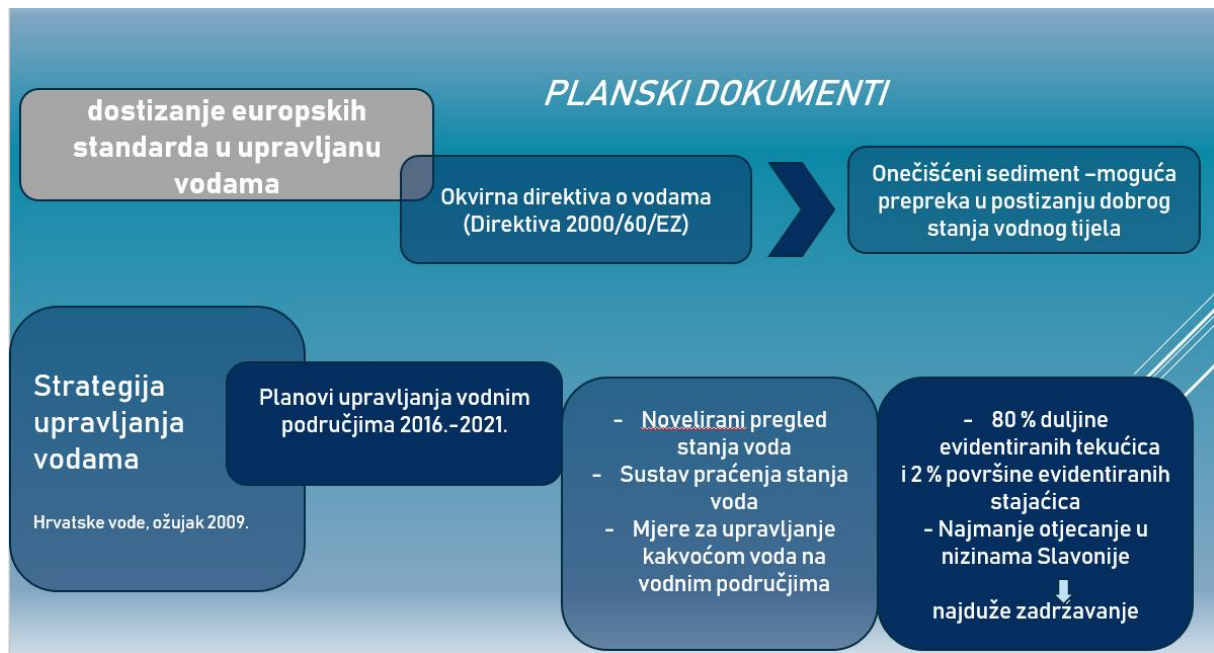 PLANSKI DOKUMENTI
dostizanje europskih
standarda u upravljanu
vodama
Okvirna direktiva o vodama
(Direktiva 2000/60/EZ)
Onečišćeni sediment –moguća
prepreka u postizanju dobrog
stanja vodnog tijela
Strategija
upravljanja
vodama
Hrvatske vode, ožujak 2009.
Planovi upravljanja vodnim
područjima 2016.-2021.
- Novelirani pregled
stanja voda
- Sustav praćenja stanja
voda
- Mjere za upravljanje
kakvoćom voda na
vodnim područjima
- 80 % duljine
evidentiranih tekućica
i 2 % površine evidentiranih
stajaćica
- Najmanje otjecanje u
nizinama Slavonije
najduže zadržavanje